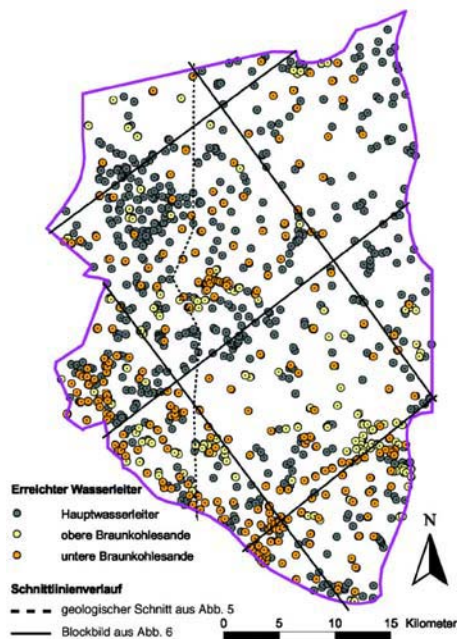 Erreichter Wasserleiter
Hauptwasserleiter
obere Braunkohlesande
untere Braunkohlesande
Schnittlinienverlauf
geologischer Schnitt aus Abb. 5
Blockbild aus Abb. 6
N
0 5 10 15 Kilometer